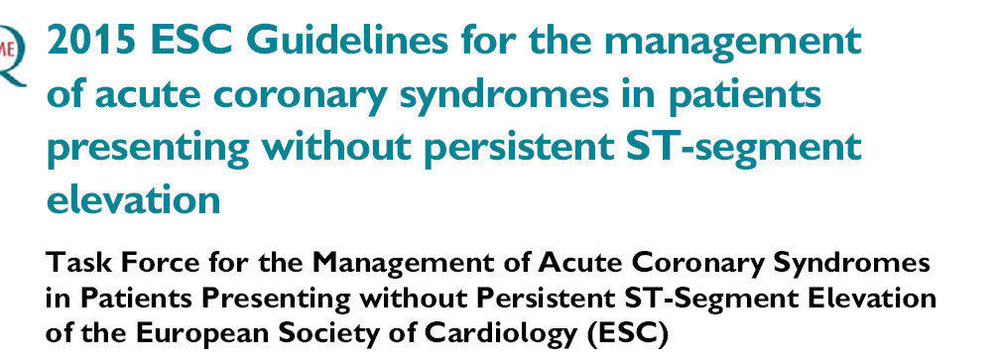 ME
2015 ESC Guidelines for the management
of acute coronary syndromes in patients
presenting without persistent ST-segment
elevation
Task Force for the Management of Acute Coronary Syndromes
in Patients Presenting without Persistent ST-Segment Elevation
of the European Society of Cardiology (ESC)